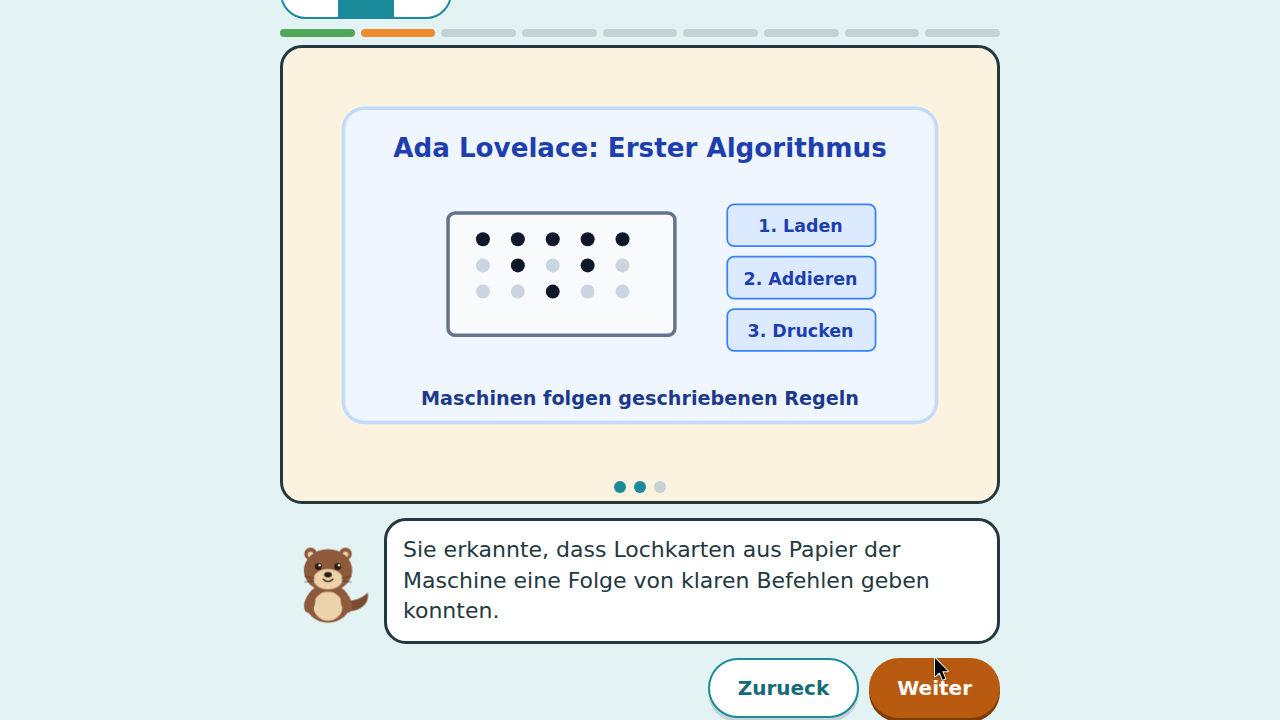 Ada Lovelace: Erster Algorithmus
1. Laden
2. Addieren
3. Drucken
Maschinen folgen geschriebenen Regeln
Sie erkannte, dass Lochkarten aus Papier der
Maschine eine Folge von klaren Befehlen geben
konnten.
Zurueck
Weiter